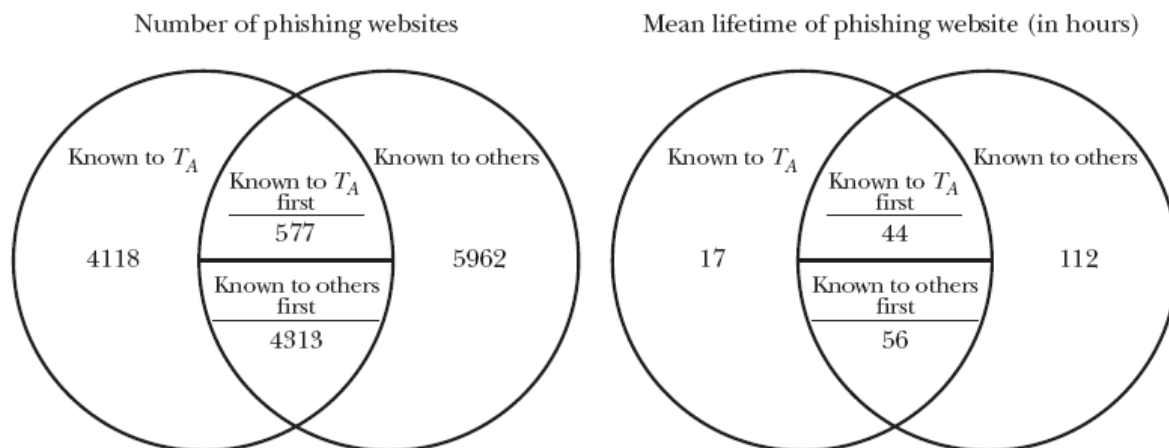 Number of phishing websites
Known to T_A
Known to others
Known to T_A
first
577
4118
5962
Known to others
first
4313
Mean lifetime of phishing website (in hours)
Known to T_A
Known to others
Known to T_A
first
44
17
112
Known to others
first
56